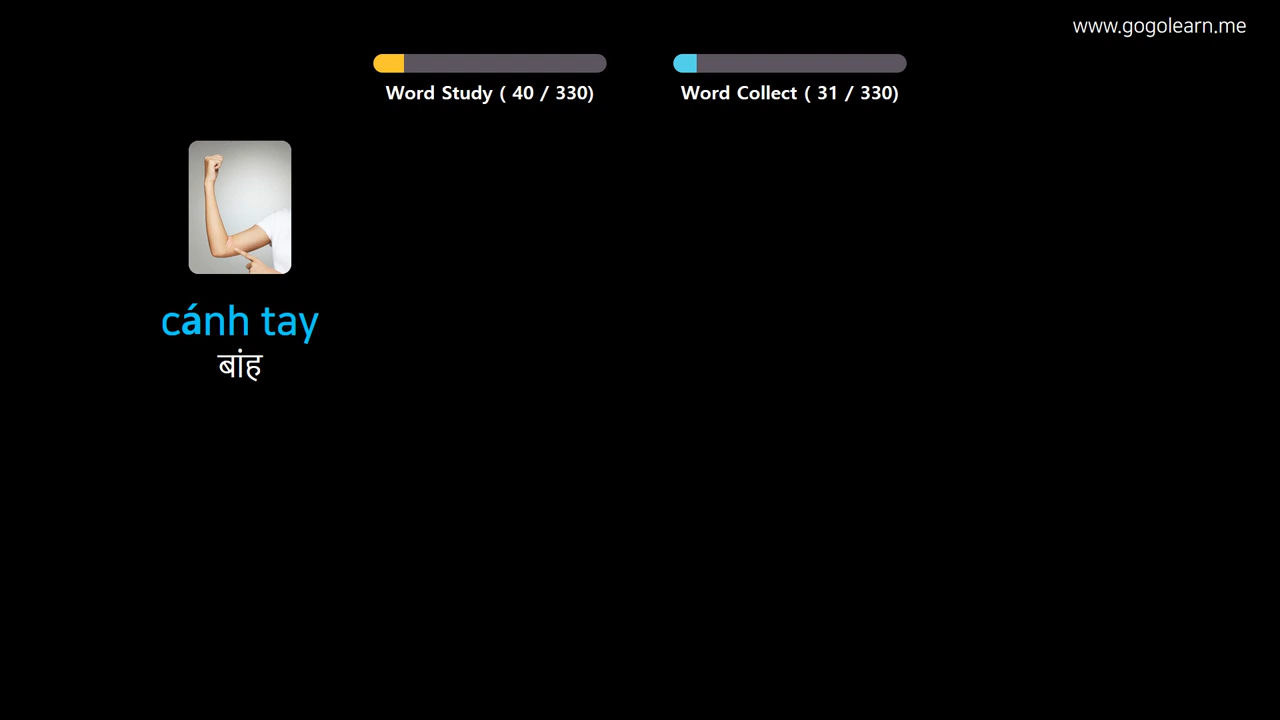 www.gogolearn.me
Word Study ( 40 / 330)
Word Collect ( 31 / 330)
cánh tay
बांह